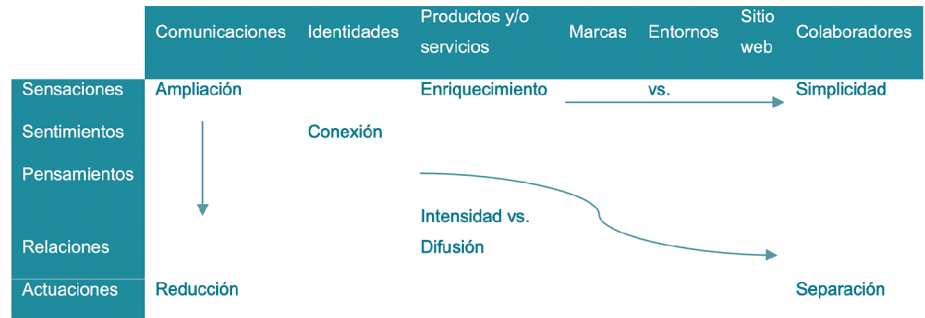 Comunicaciones Identidades Productos y/o servicios Marcas Entornos Sitio web Colaboradores
Sensaciones Ampliación Enriquecimiento vs. Simplicidad
Sentimientos Conexión
Pensamientos
Intensidad vs.
Relaciones Difusión
Actuaciones Reducción Separación